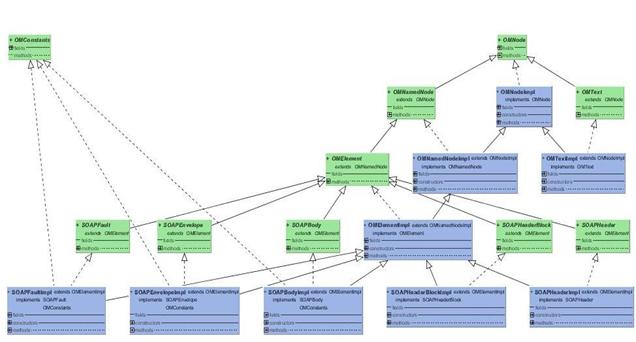 OMConstants
fields
methods
OMNode
fields
methods
OMNamedNode
extends OMNode
fields
methods
OMNodeImpl
implements OMNode
fields
constructors
methods
OMText
extends OMNode
fields
methods
OMElement
extends OMNamedNode
fields
methods
OMNamedNodeImpl extends OMNodeImpl
implements OMNamedNode
fields
constructors
methods
OMTextImpl extends OMNodeImpl
implements OMText
fields
constructors
methods
SOAPFault
extends OMElement
fields
methods
SOAPEnvelope
extends OMElement
fields
methods
SOAPBody
extends OMElement
fields
methods
OMElementImpl extends OMNamedNodeImpl
implements OMElement
fields
constructors
methods
SOAPHeaderBlock
extends OMElement
fields
methods
SOAPHeader
extends OMElement
fields
methods
SOAPFaultImpl extends OMElementImpl
implements SOAPFault
OMConstants
fields
constructors
methods
SOAPEnvelopeImpl extends OMElementImpl
implements SOAPEnvelope
OMConstants
fields
constructors
methods
SOAPBodyImpl extends OMElementImpl
implements SOAPBody
OMConstants
fields
constructors
methods
SOAPHeaderBlockImpl extends OMElementImpl
implements SOAPHeaderBlock
fields
constructors
methods
SOAPHeaderImpl extends OMElementImpl
implements SOAPHeader
fields
constructors
methods